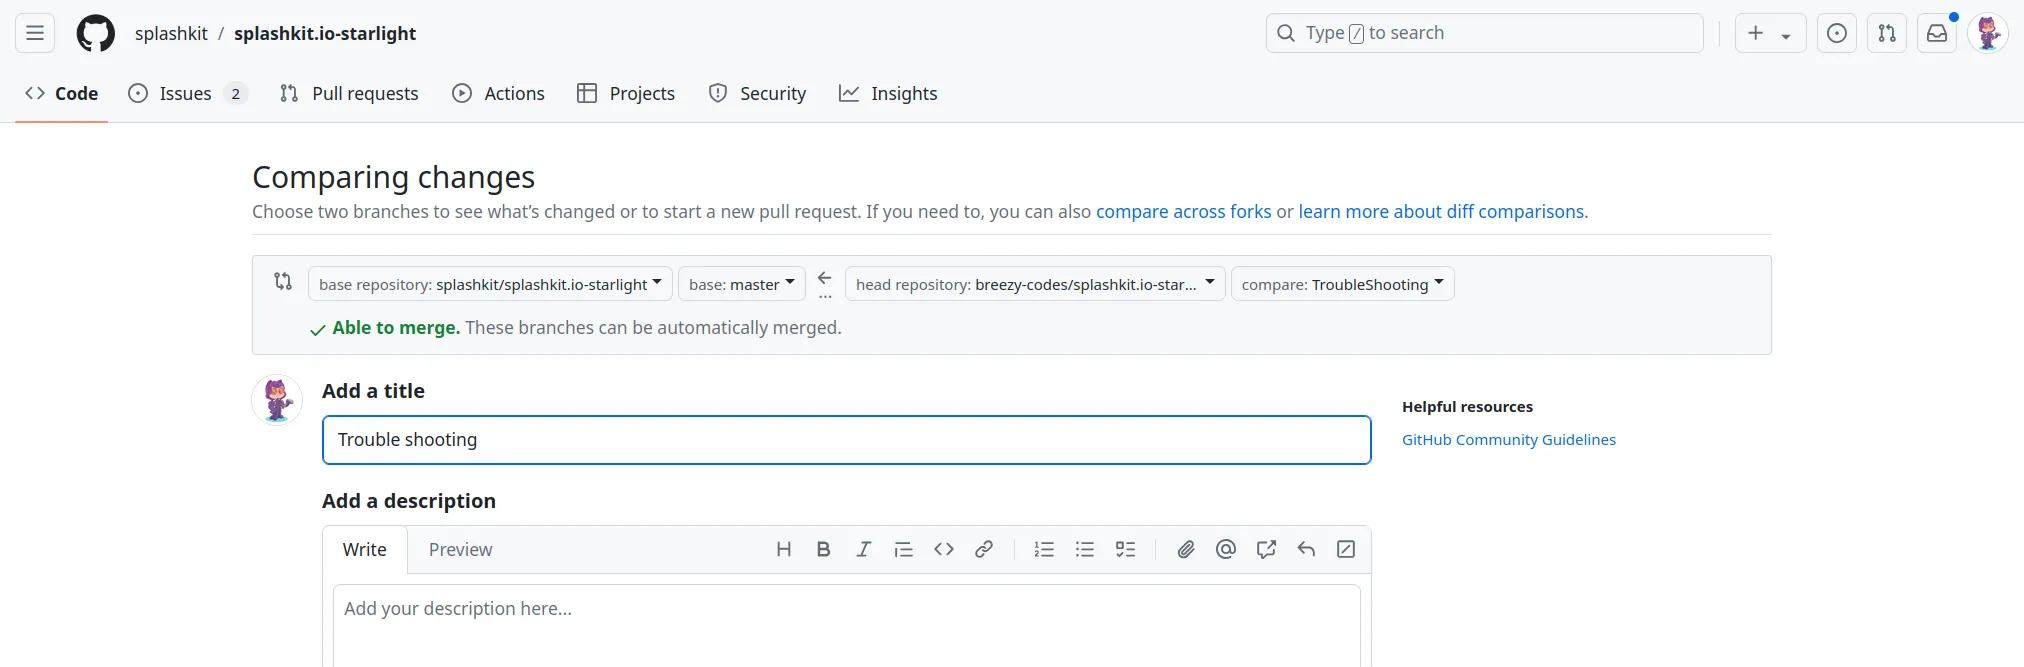 splashkit / splashkit.io-starlight
Type / to search
Code
Issues 2
Pull requests
Actions
Projects
Security
Insights
Comparing changes
Choose two branches to see what’s changed or to start a new pull request. If you need to, you can also compare across forks or learn more about diff comparisons.
base repository: splashkit/splashkit.io-starlight
base: master
head repository: breezy-codes/splashkit.io-star...
compare: TroubleShooting
Able to merge. These branches can be automatically merged.
Add a title
Trouble shooting
Helpful resources
GitHub Community Guidelines
Add a description
Write
Preview
Add your description here...